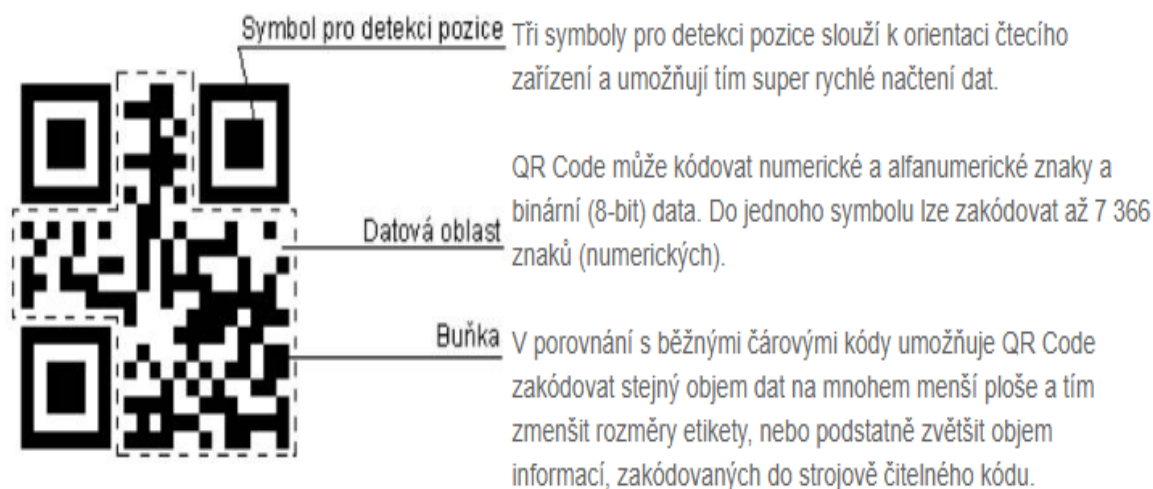 Symbol pro detekci pozice
Tři symboly pro detekci pozice slouží k orientaci čtecího
zařízení a umožňují tím super rychlé načtení dat.
QR Code může kódovat numerické a alfanumerické znaky a
binární (8-bit) data. Do jednoho symbolu lze zakódovat až 7 366
znaků (numerických).
Datová oblast
Buňka
V porovnání s běžnými čárovými kódy umožňuje QR Code
zakódovat stejný objem dat na mnohem menší ploše a tím
zmenšit rozměry etikety, nebo podstatně zvětšit objem
informací, zakódovaných do strojově čitelného kódu.